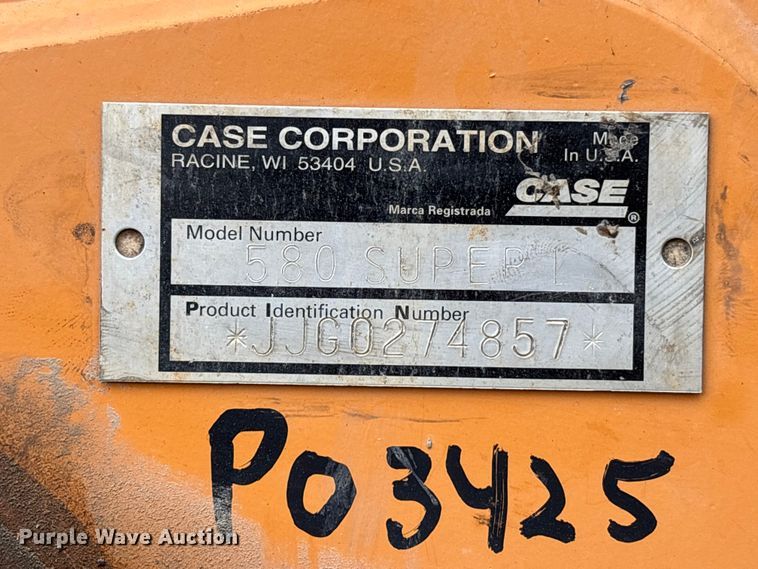 CASE CORPORATION
RACINE, WI 53404 U.S.A.
Made
In U.S.A.
CASE ®
Marca Registrada
Model Number
580 SUPER L
Product Identification Number
*JJG0274857*
PO3425
Purple Wave Auction